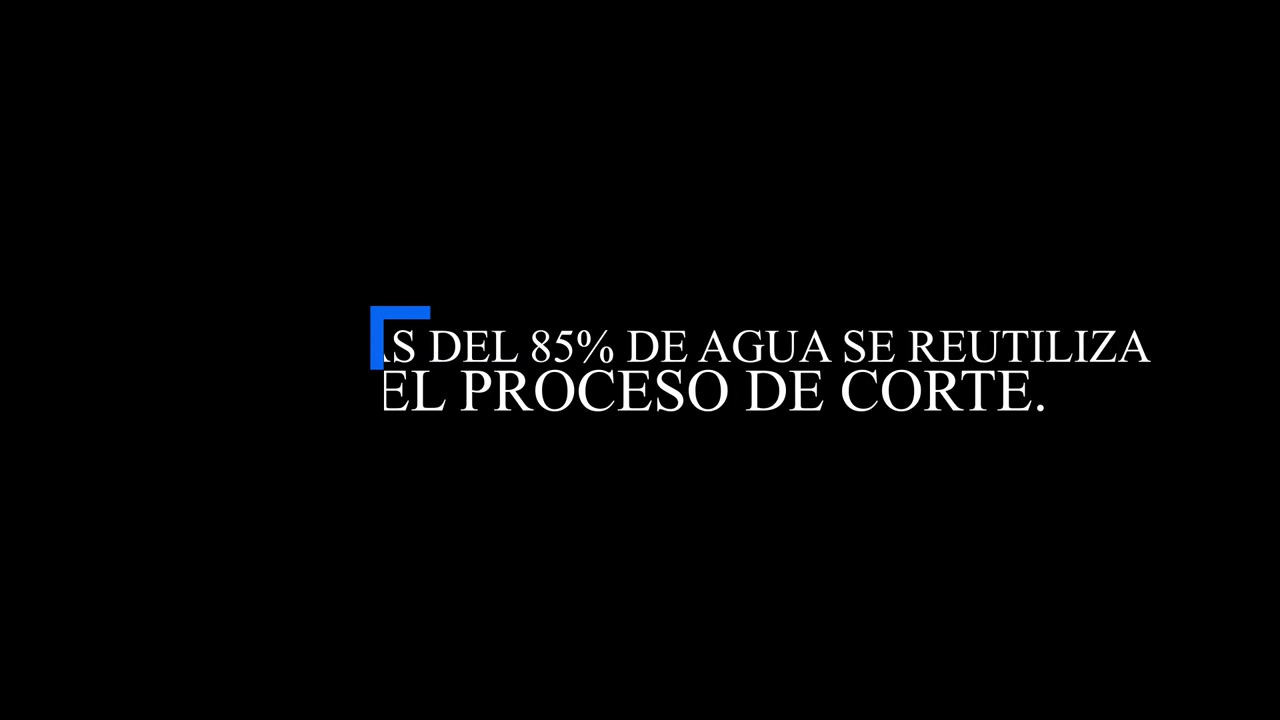 S DEL 85% DE AGUA SE REUTILIZA
EL PROCESO DE CORTE.